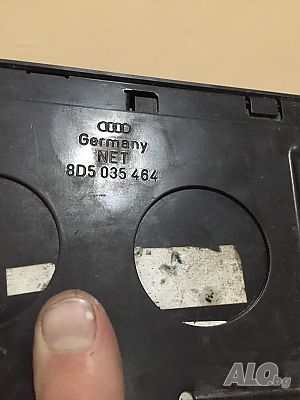 Germany
NET
8D5 035 464
ALO.bg